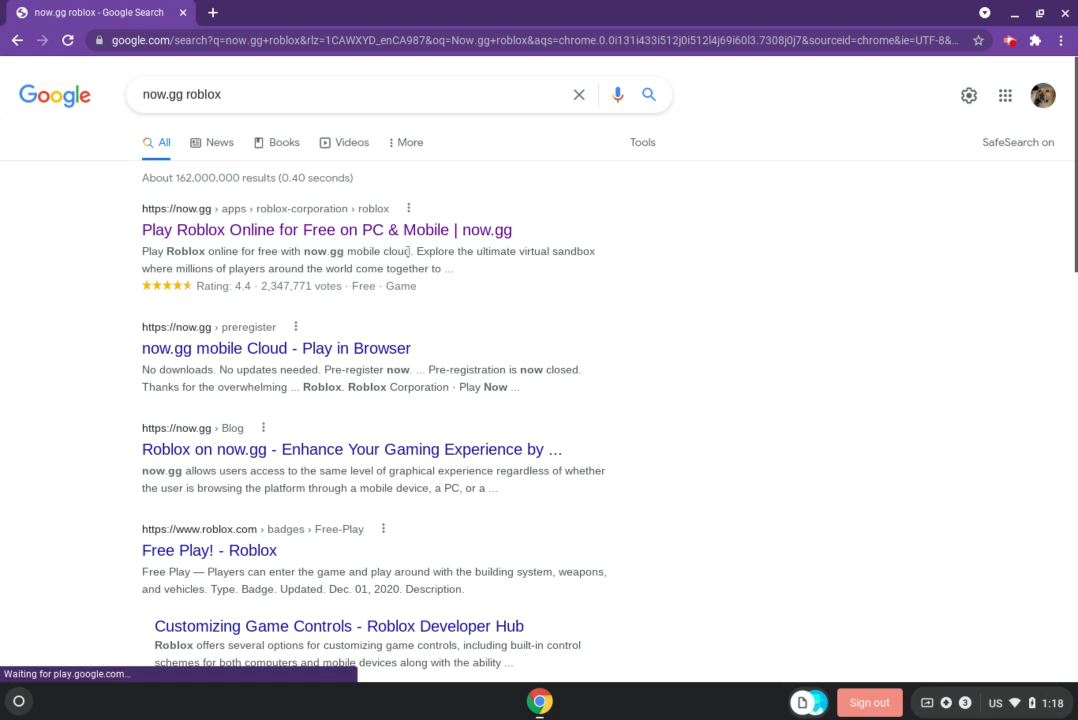 now.gg roblox - Google Search
google.com/search?q=now.gg+roblox&rlz=1CAWXYD_enCA987&oq=Now.gg+roblox&aqs=chrome.0.0i131i433i512j0i512l4j69i60l3.7308j0j7&sourceid=chrome&ie=UTF-8&...
Google
now.gg roblox
All News Books Videos More Tools SafeSearch on
About 162,000,000 results (0.40 seconds)
https://now.gg › apps › roblox-corporation › roblox
Play Roblox Online for Free on PC & Mobile | now.gg
Play Roblox online for free with now.gg mobile cloud. Explore the ultimate virtual sandbox
where millions of players around the world come together to ...
Rating: 4.4 · 2,347,771 votes · Free · Game
https://now.gg › preregister
now.gg mobile Cloud - Play in Browser
No downloads. No updates needed. Pre-register now. ... Pre-registration is now closed.
Thanks for the overwhelming ... Roblox. Roblox Corporation · Play Now ...
https://now.gg › Blog
Roblox on now.gg - Enhance Your Gaming Experience by ...
now.gg allows users access to the same level of graphical experience regardless of whether
the user is browsing the platform through a mobile device, a PC, or a ...
https://www.roblox.com › badges › Free-Play
Free Play! - Roblox
Free Play — Players can enter the game and play around with the building system, weapons,
and vehicles. Type. Badge. Updated. Dec. 01, 2020. Description.
Customizing Game Controls - Roblox Developer Hub
Roblox offers several options for customizing game controls, including built-in control
schemes for both computers and mobile devices along with the ability ...
Waiting for play.google.com...
Sign out 3 US 1:18